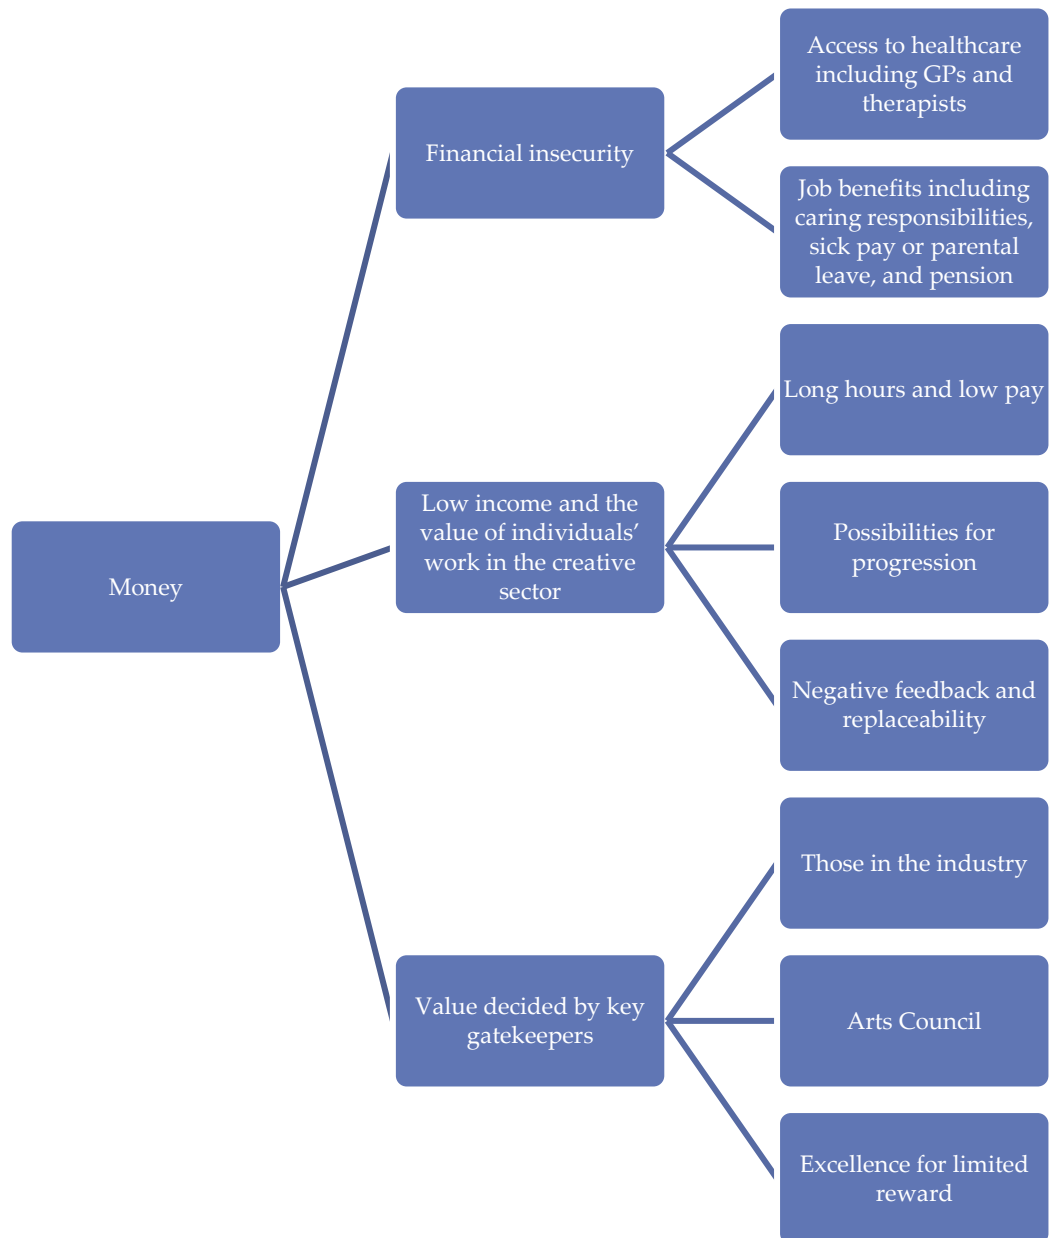 Money
Financial insecurity
Access to healthcare
including GPs and
therapists
Job benefits including
caring responsibilities,
sick pay or parental
leave, and pension
Low income and the
value of individuals’
work in the creative
sector
Long hours and low pay
Possibilities for
progression
Negative feedback and
replaceability
Value decided by key
gatekeepers
Those in the industry
Arts Council
Excellence for limited
reward